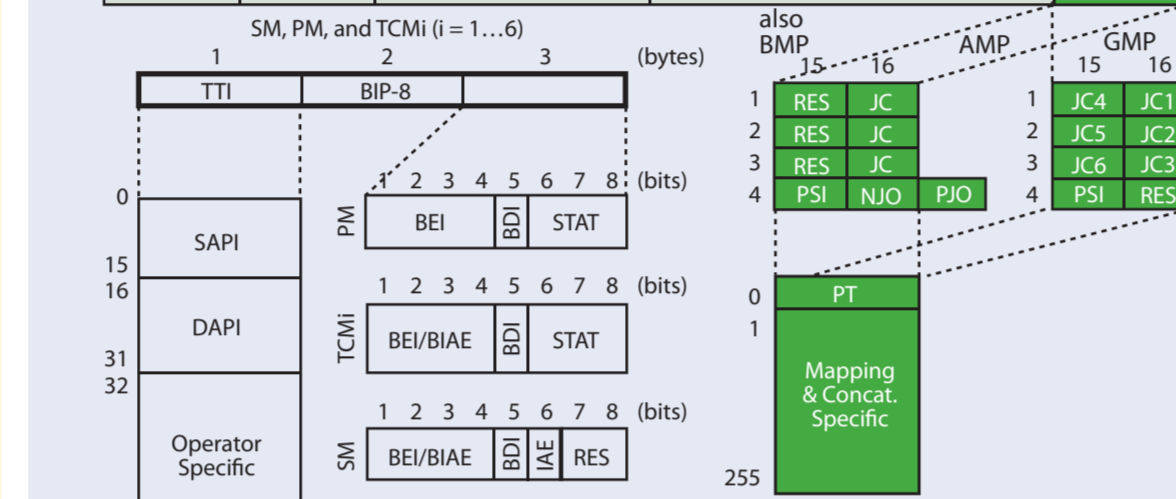 SM, PM, and TCMi (i = 1…6)
1 2 3 (bytes)
TTI BIP-8
0
SAPI
15
16
DAPI
31
32
Operator
Specific
1 2 3 4 5 6 7 8 (bits)
PM BEI BDI STAT
1 2 3 4 5 6 7 8 (bits)
TCMi BEI/BIAE BDI STAT
1 2 3 4 5 6 7 8 (bits)
SM BEI/BIAE BDI IAE RES
also
BMP AMP
15 16
1 RES JC
2 RES JC
3 RES JC
4 PSI NJO PJO
GMP
15 16
1 JC4 JC1
2 JC5 JC2
3 JC6 JC3
4 PSI RES
0 PT
1
Mapping
& Concat.
Specific
255